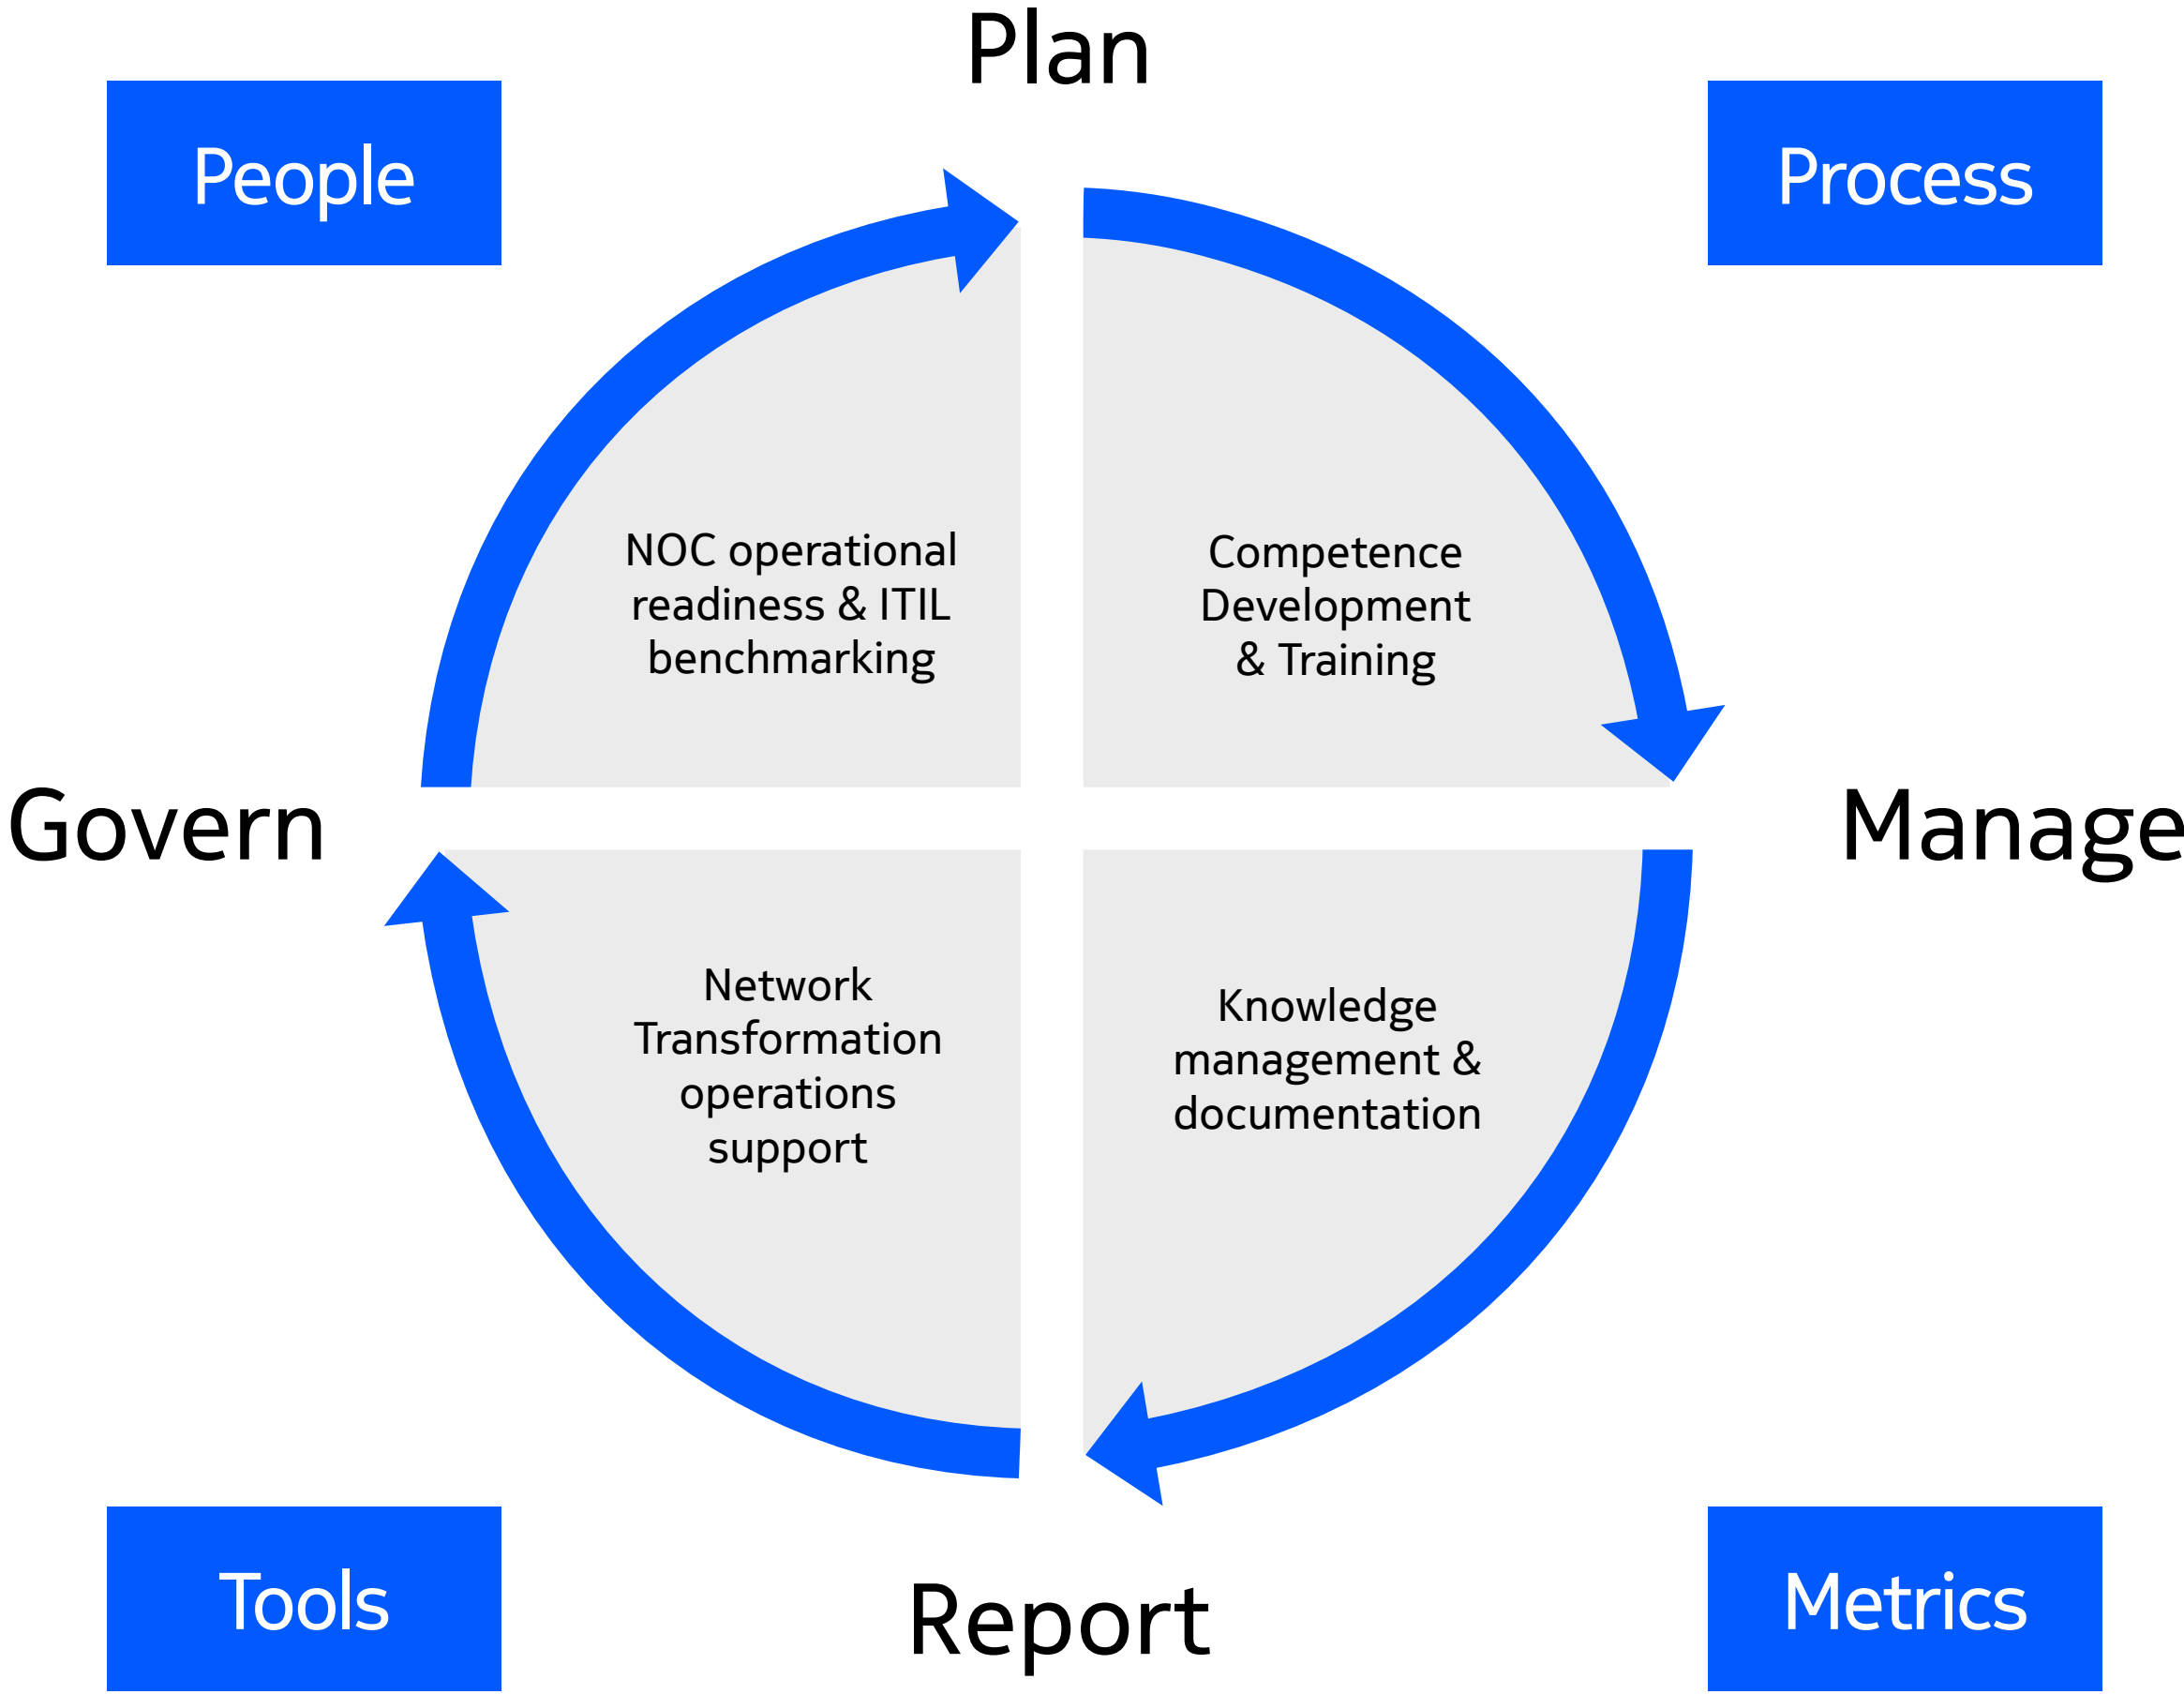 Plan
People
Process
NOC operational
readiness & ITIL
benchmarking
Competence
Development
& Training
Govern
Manage
Network
Transformation
operations
support
Knowledge
management &
documentation
Tools
Report
Metrics